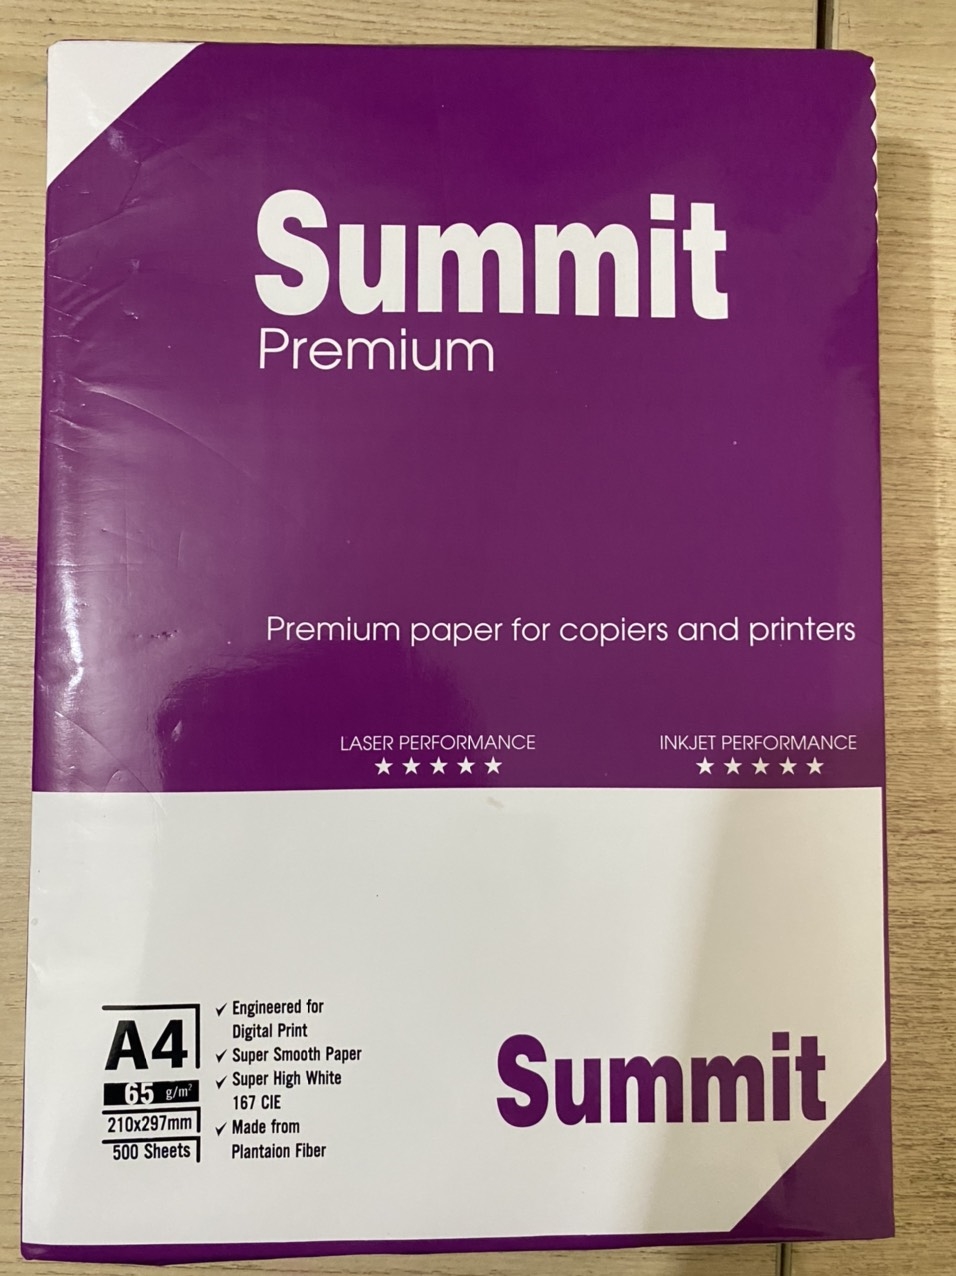 Summit
Premium
Premium paper for copiers and printers
LASER PERFORMANCE
★★★★★
INKJET PERFORMANCE
★★★★★
A4
65 g/m²
210x297mm
500 Sheets
✓ Engineered for
Digital Print
✓ Super Smooth Paper
✓ Super High White
167 CIE
✓ Made from
Plantaion Fiber
Summit